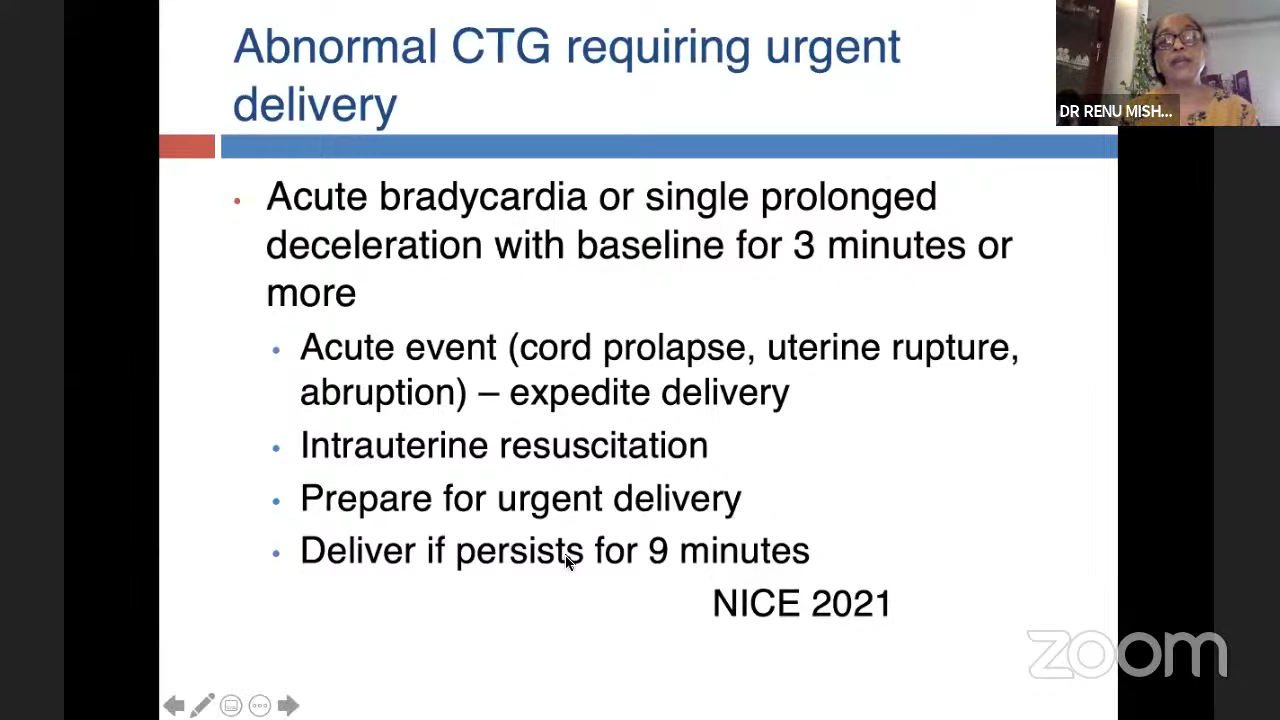 Abnormal CTG requiring urgent
delivery
DR RENU MISH...
• Acute bradycardia or single prolonged
deceleration with baseline for 3 minutes or
more
• Acute event (cord prolapse, uterine rupture,
abruption) – expedite delivery
• Intrauterine resuscitation
• Prepare for urgent delivery
• Deliver if persists for 9 minutes
NICE 2021
zoom